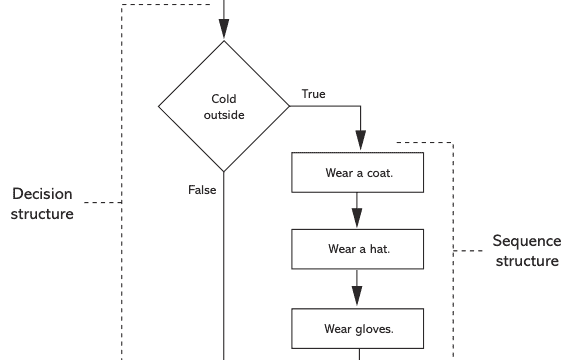 Cold
outside
True
Wear a coat.
False
Decision
structure
Wear a hat.
Sequence
structure
Wear gloves.